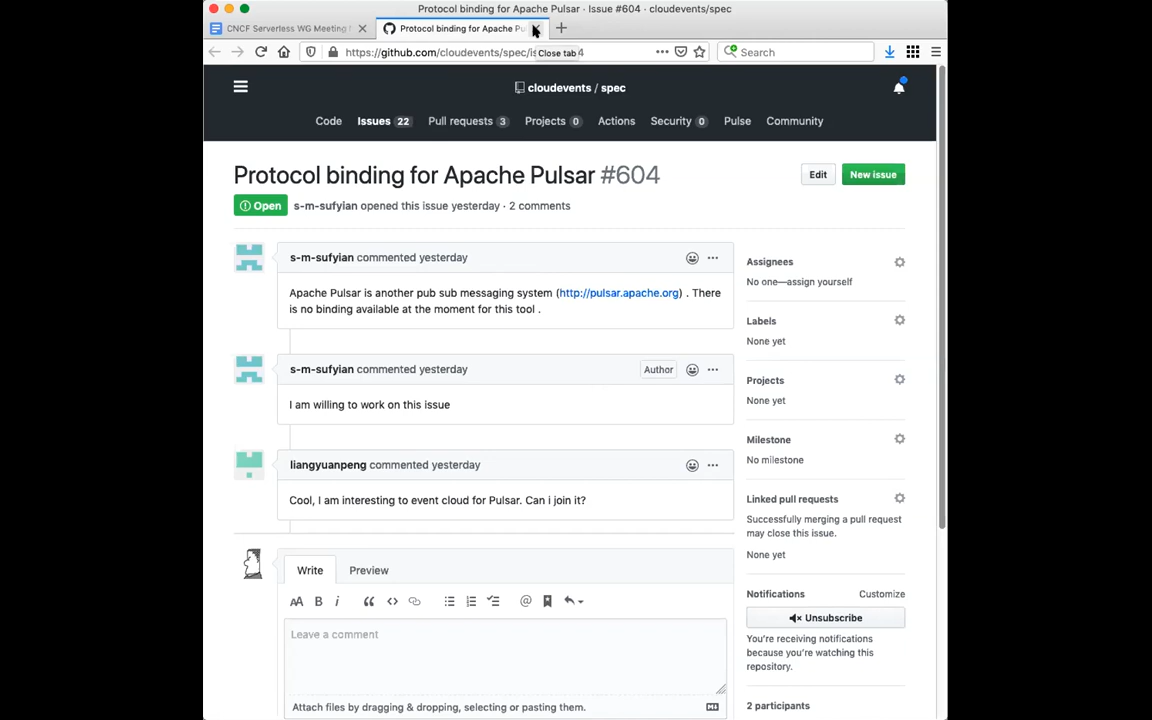 Protocol binding for Apache Pulsar · Issue #604 · cloudevents/spec
CNCF Serverless WG Meeting
Protocol binding for Apache Pu
https://github.com/cloudevents/spec/is
Close tab
4
Search
cloudevents / spec
Code Issues 22 Pull requests 3 Projects 0 Actions Security 0 Pulse Community
Protocol binding for Apache Pulsar #604
Edit
New issue
Open
s-m-sufyian opened this issue yesterday · 2 comments
s-m-sufyian commented yesterday
Apache Pulsar is another pub sub messaging system (http://pulsar.apache.org) . There
is no binding available at the moment for this tool .
s-m-sufyian commented yesterday
Author
I am willing to work on this issue
liangyuanpeng commented yesterday
Cool, I am interesting to event cloud for Pulsar. Can i join it?
Write
Preview
AA B i
Leave a comment
Attach files by dragging & dropping, selecting or pasting them.
Assignees
No one—assign yourself
Labels
None yet
Projects
None yet
Milestone
No milestone
Linked pull requests
Successfully merging a pull request
may close this issue.
None yet
Notifications
Customize
Unsubscribe
You're receiving notifications
because you're watching this
repository.
2 participants